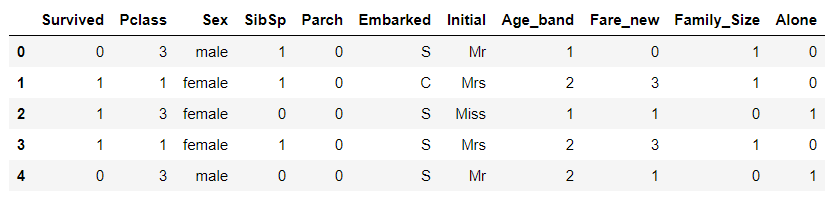 Survived Pclass Sex SibSp Parch Embarked Initial Age_band Fare_new Family_Size Alone
0 0 3 male 1 0 S Mr 1 0 1 0
1 1 1 female 1 0 C Mrs 2 3 1 0
2 1 3 female 0 0 S Miss 1 1 0 1
3 1 1 female 1 0 S Mrs 2 3 1 0
4 0 3 male 0 0 S Mr 2 1 0 1